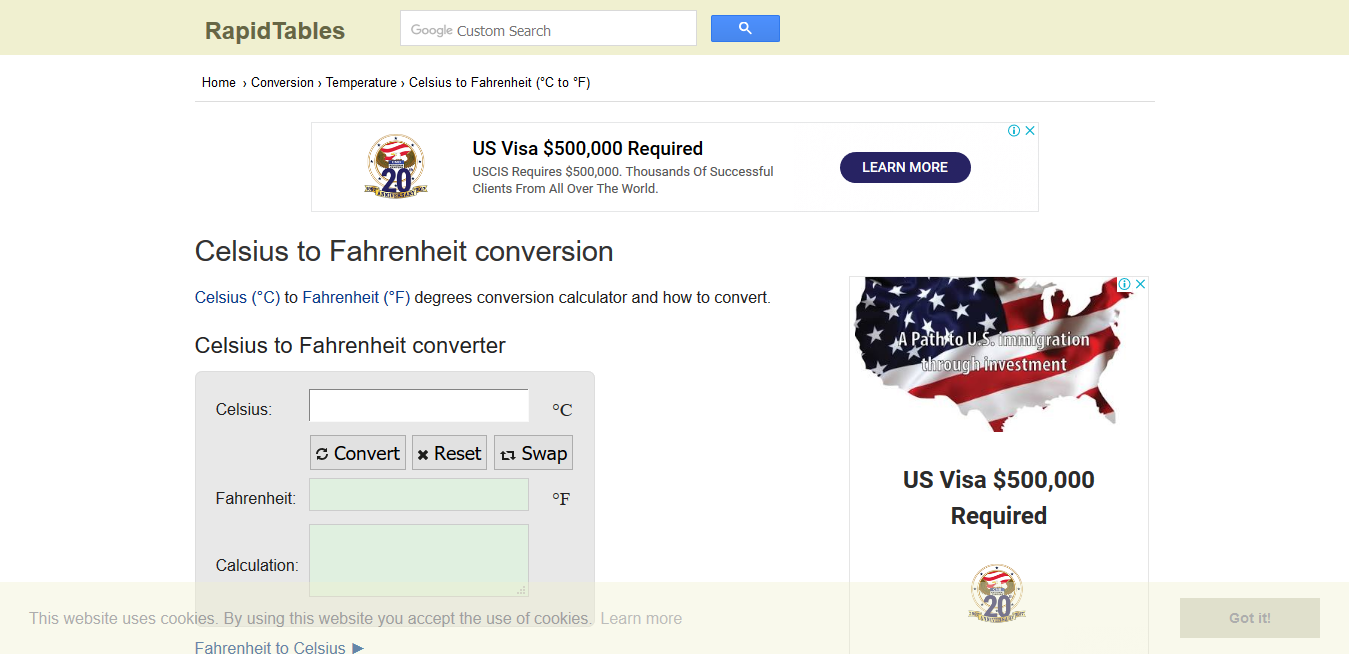 RapidTables
Google Custom Search
Home › Conversion › Temperature › Celsius to Fahrenheit (°C to °F)
US Visa $500,000 Required
USCIS Requires $500,000. Thousands Of Successful
Clients From All Over The World.
LEARN MORE
20
Celsius to Fahrenheit conversion
Celsius (°C) to Fahrenheit (°F) degrees conversion calculator and how to convert.
Celsius to Fahrenheit converter
Celsius: °C
Convert Reset Swap
Fahrenheit: °F
Calculation:
A Path to U.S. immigration
through investment
US Visa $500,000
Required
20
This website uses cookies. By using this website you accept the use of cookies. Learn more
Got it!
Fahrenheit to Celsius ►